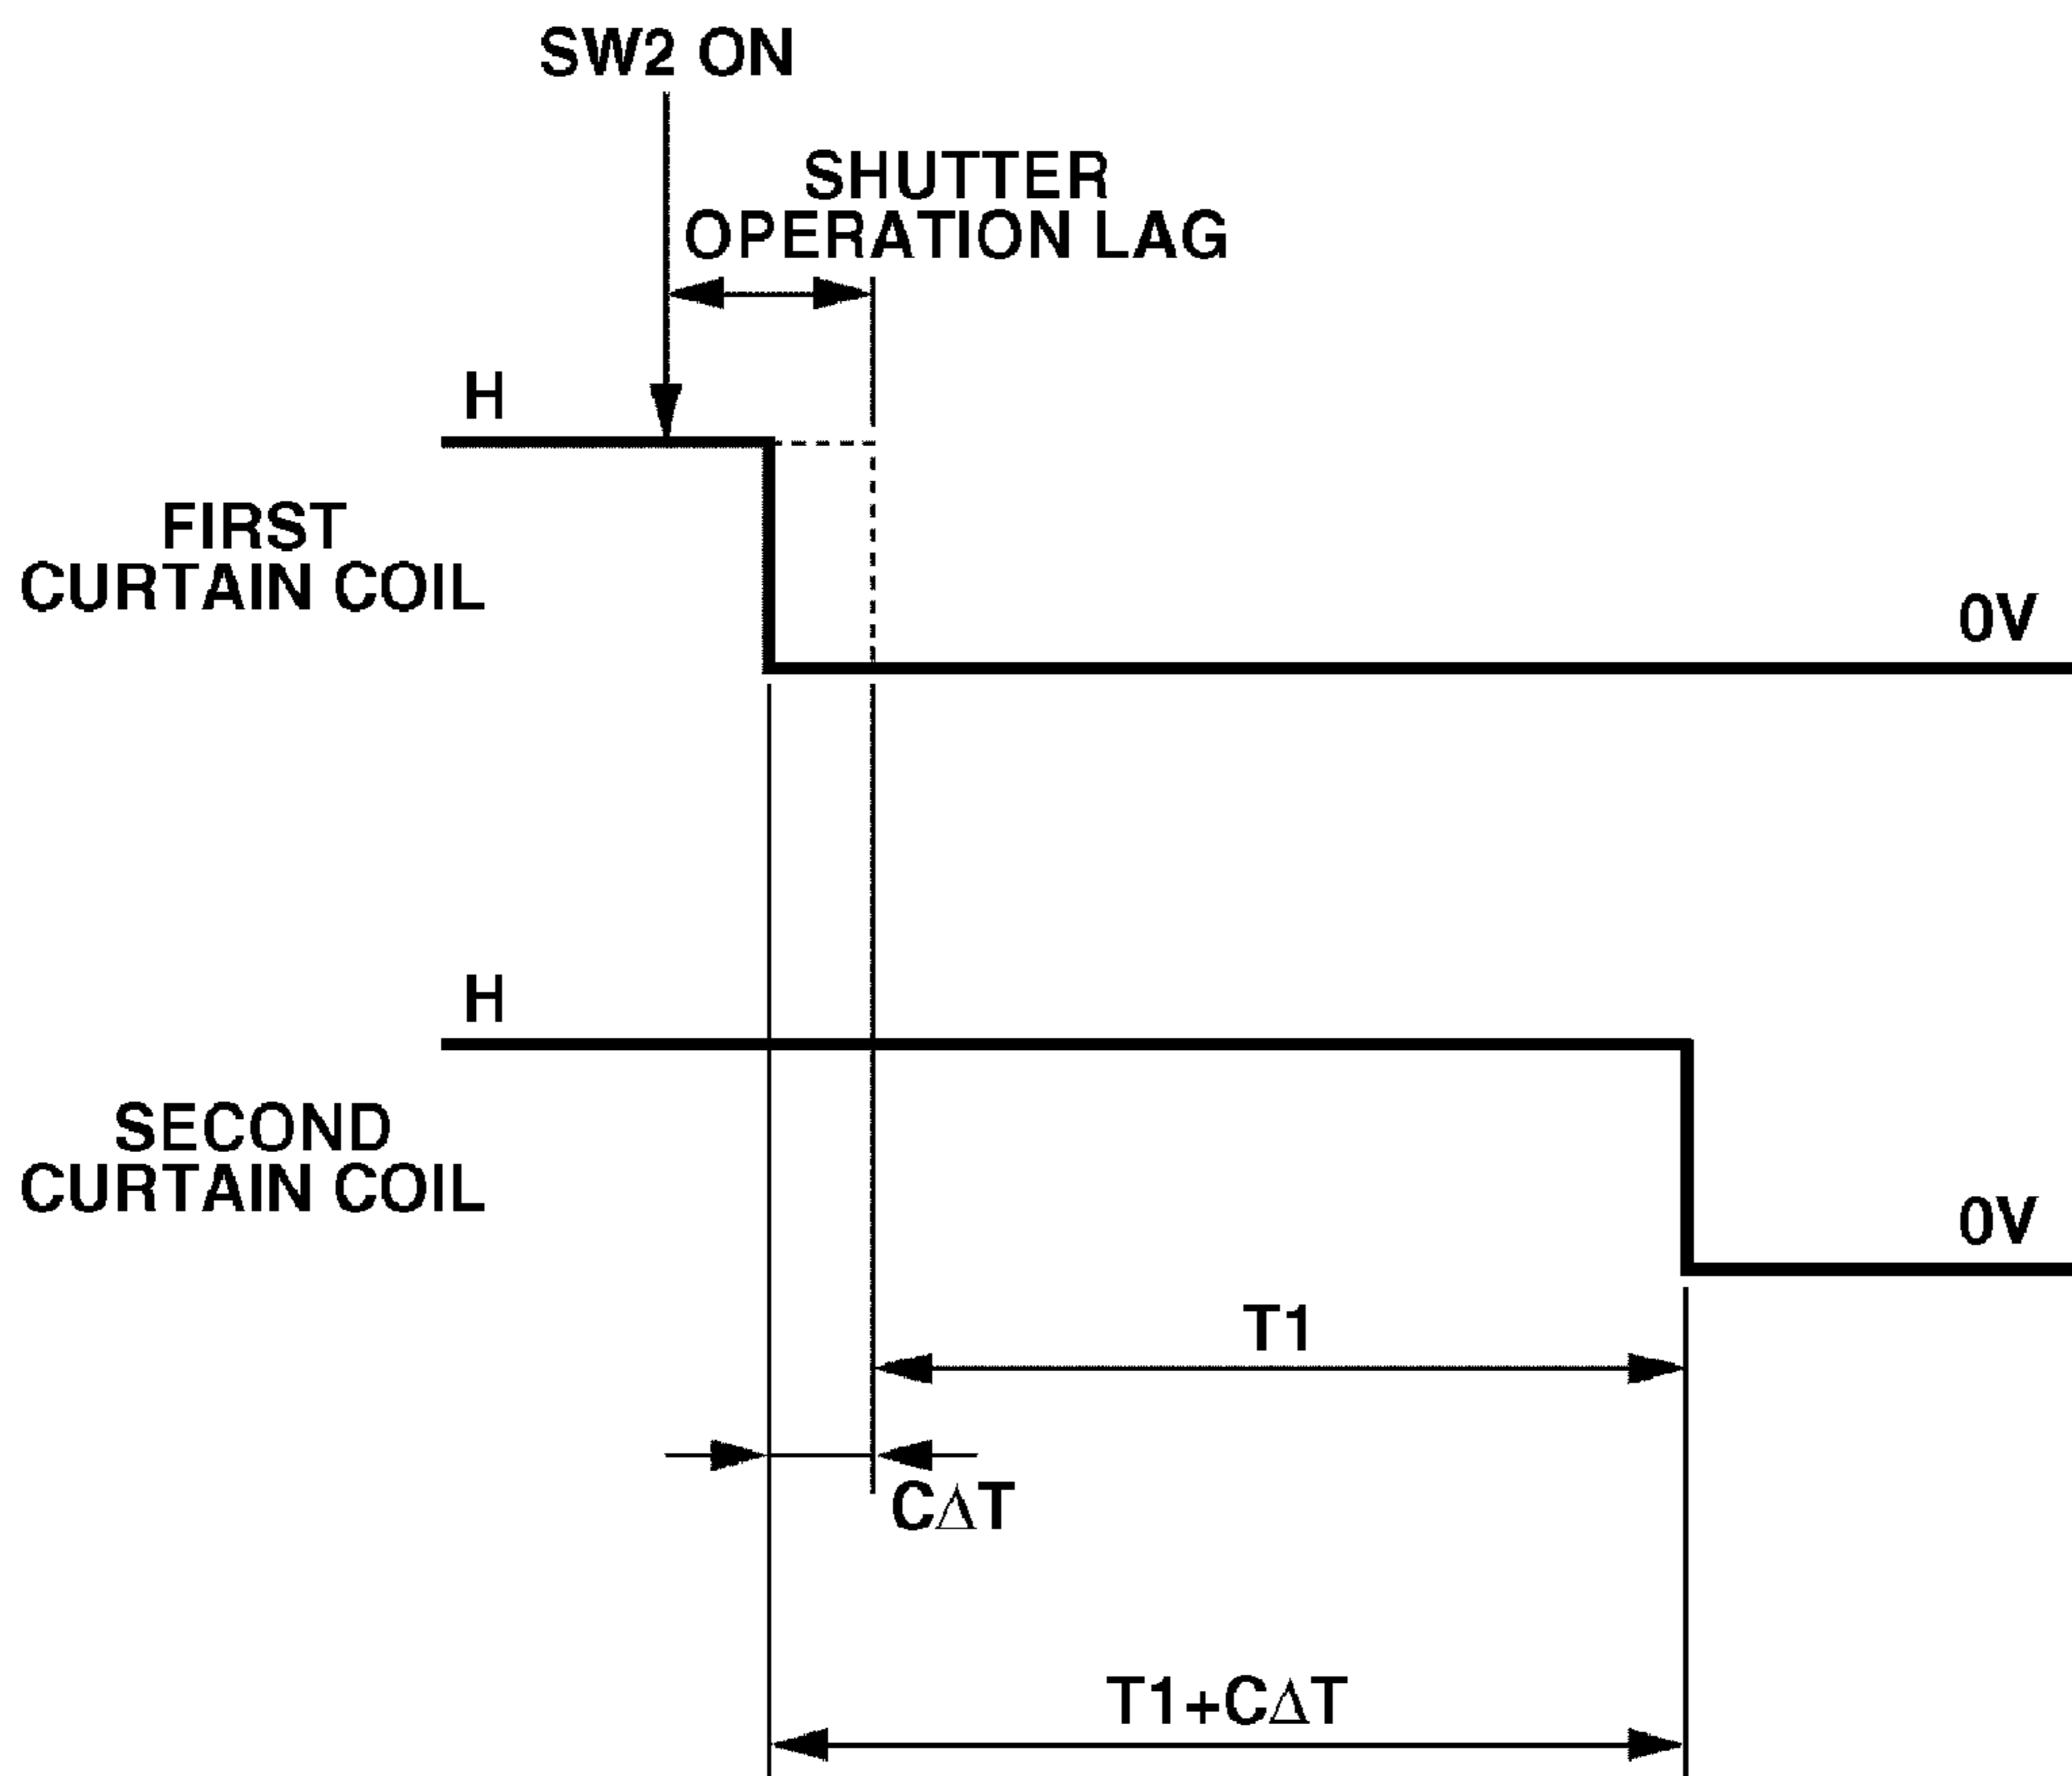 SW2 ON
SHUTTER
OPERATION LAG
H
FIRST
CURTAIN COIL
0V
H
SECOND
CURTAIN COIL
0V
T1
CΔT
T1+CΔT